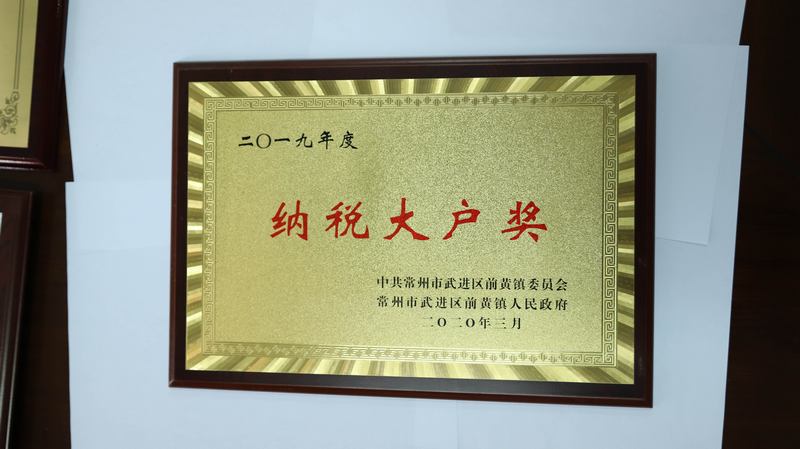 二〇一九年度
纳税大户奖
中共常州市武进区前黄镇委员会
常州市武进区前黄镇人民政府
二〇二〇年三月